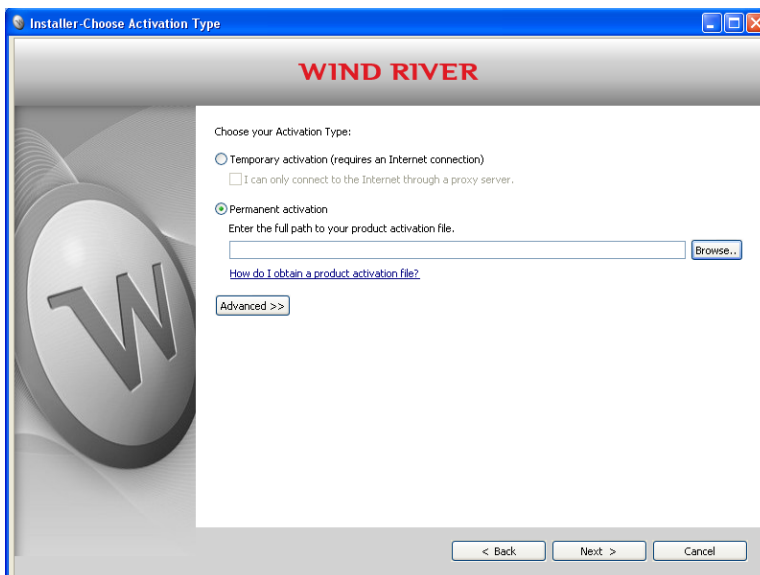 Installer-Choose Activation Type
WIND RIVER
Choose your Activation Type:
Temporary activation (requires an Internet connection)
I can only connect to the Internet through a proxy server.
Permanent activation
Enter the full path to your product activation file.
Browse..
How do I obtain a product activation file?
Advanced >>
W
< Back Next > Cancel